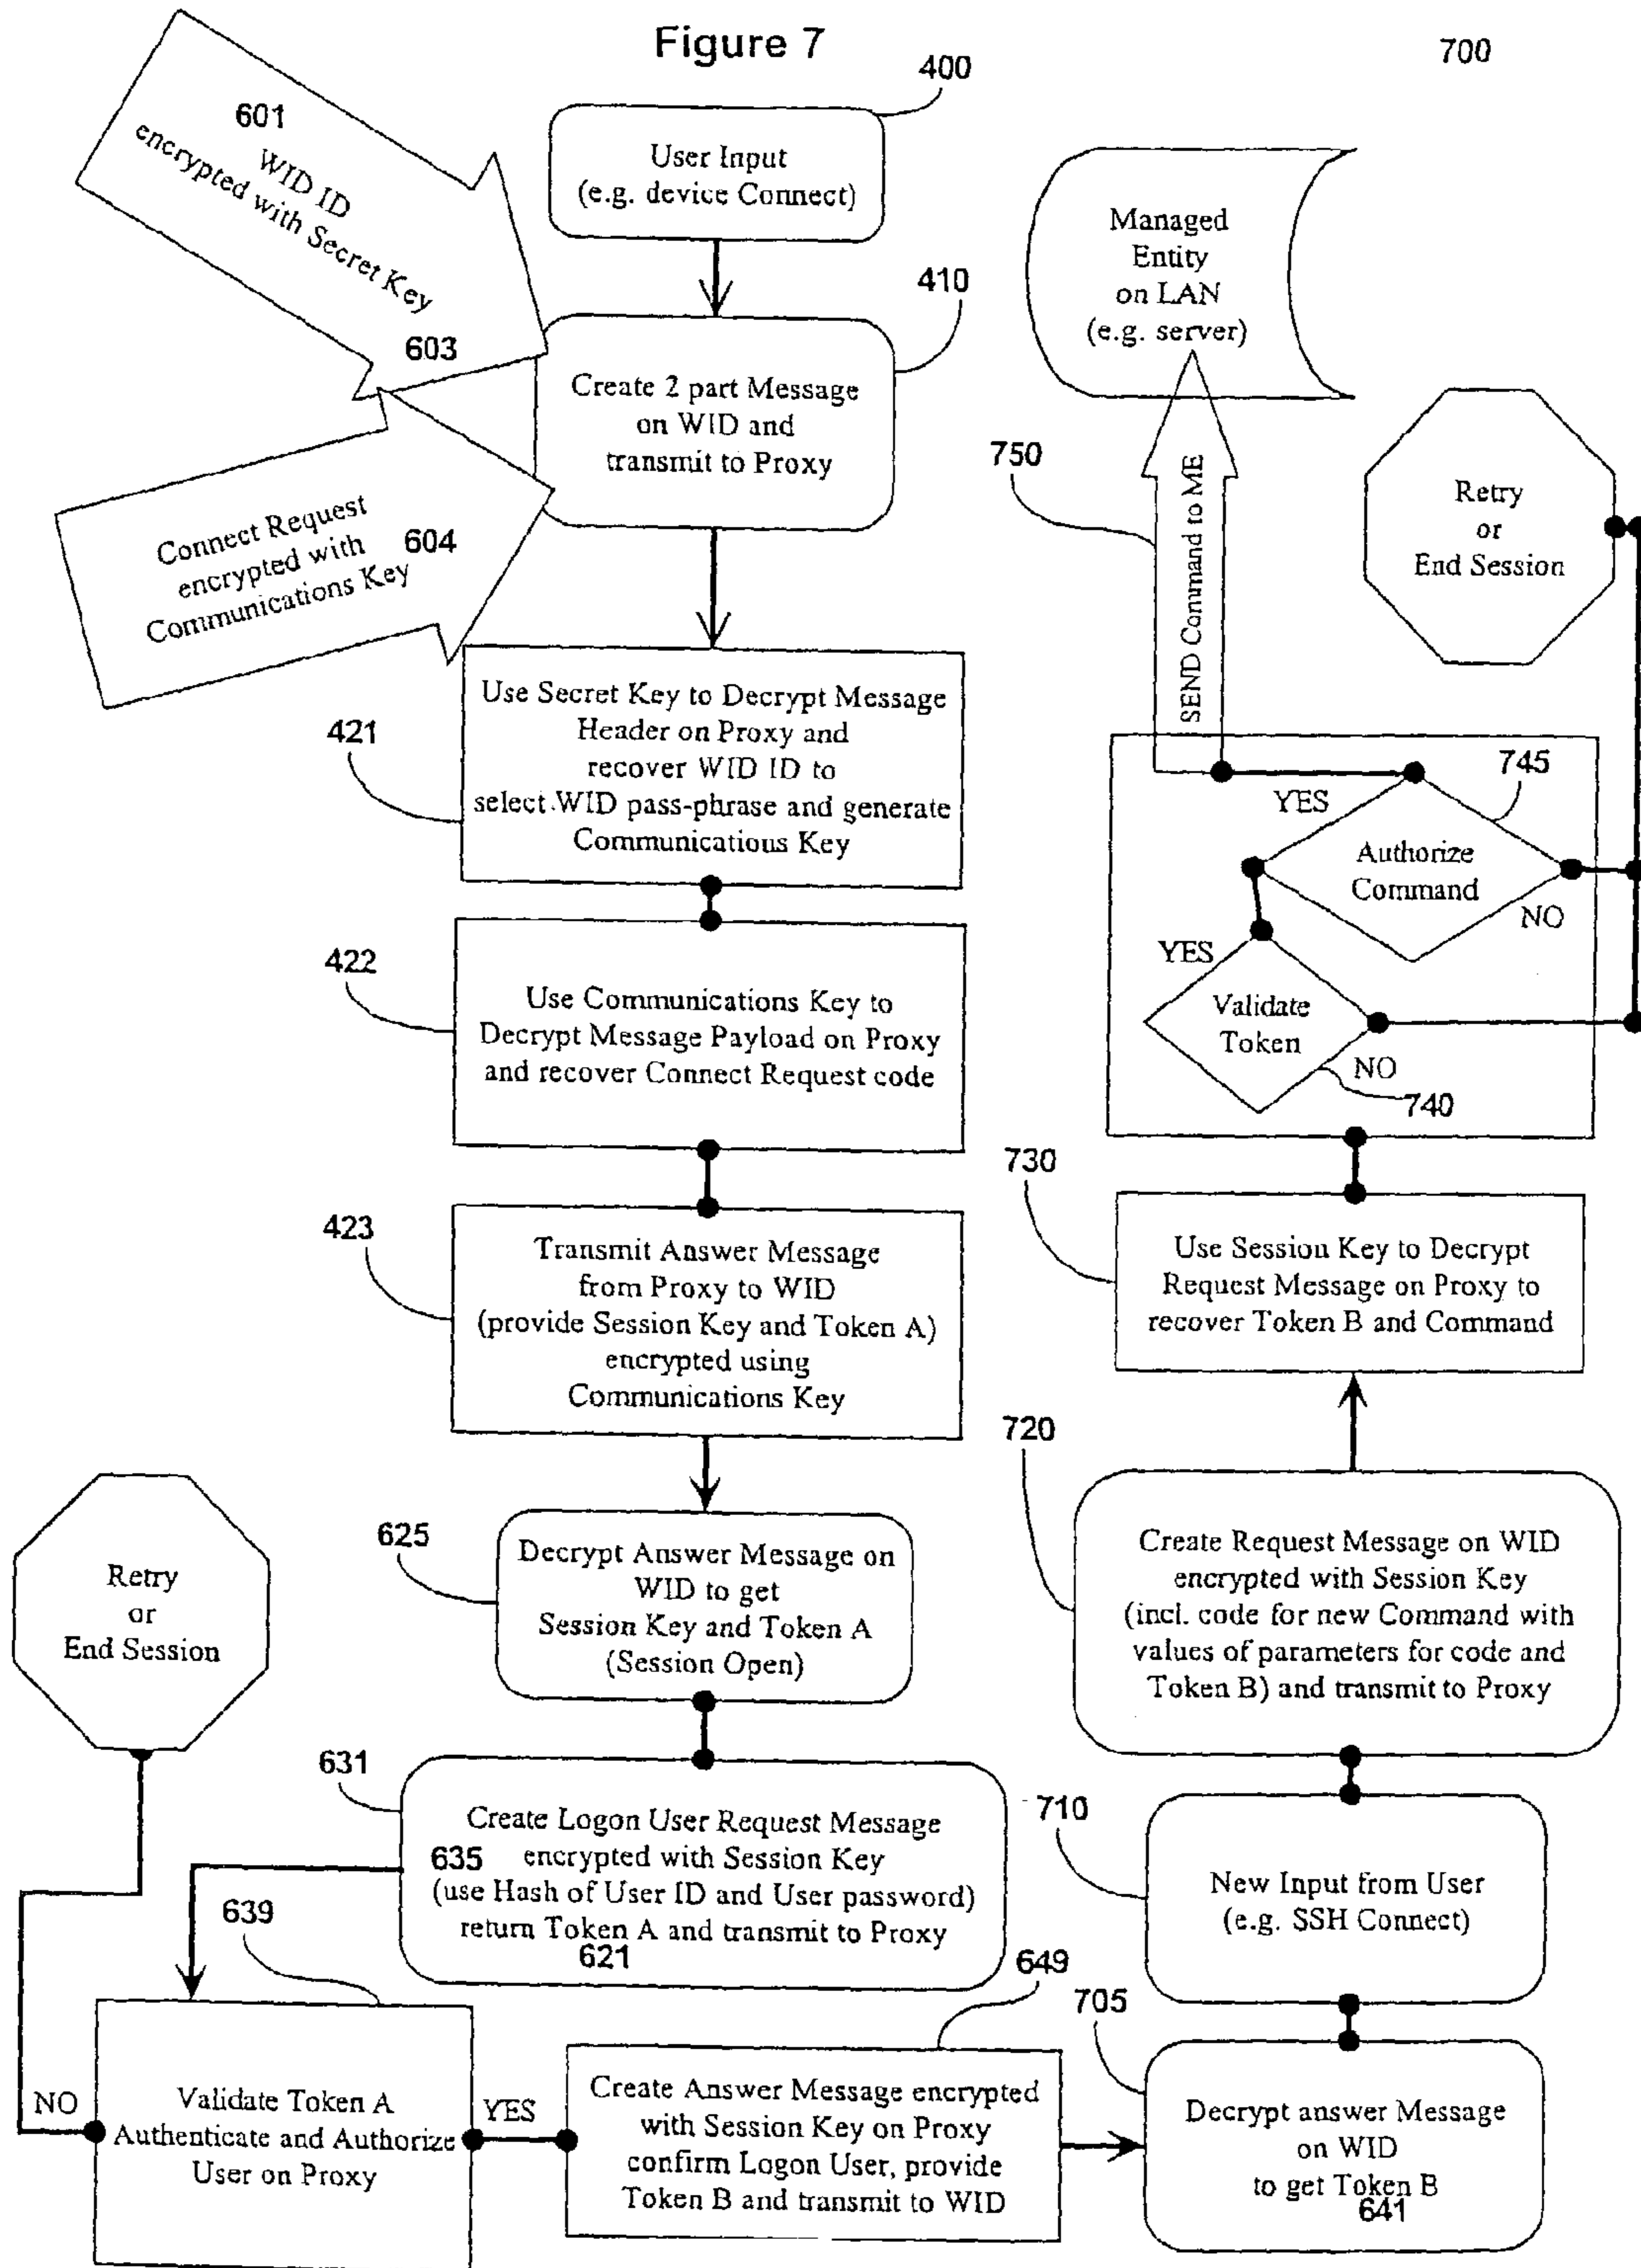 Figure 7
700
400
User Input
(e.g. device Connect)
601
WID ID
encrypted with Secret Key
603
410
Create 2 part Message
on WID and
transmit to Proxy
Connect Request
encrypted with
604
Communications Key
421
Use Secret Key to Decrypt Message
Header on Proxy and
recover WID ID to
select WID pass-phrase and generate
Communications Key
422
Use Communications Key to
Decrypt Message Payload on Proxy
and recover Connect Request code
423
Transmit Answer Message
from Proxy to WID
(provide Session Key and Token A)
encrypted using
Communications Key
625
Decrypt Answer Message on
WID to get
Session Key and Token A
(Session Open)
Retry
or
End Session
631
Create Logon User Request Message
635 encrypted with Session Key
(use Hash of User ID and User password)
return Token A and transmit to Proxy
621
639
NO
Validate Token A
Authenticate and Authorize
User on Proxy
YES
649
Create Answer Message encrypted
with Session Key on Proxy
confirm Logon User, provide
Token B and transmit to WID
705
Decrypt answer Message
on WID
to get Token B
641
710
New Input from User
(e.g. SSH Connect)
720
Create Request Message on WID
encrypted with Session Key
(incl. code for new Command with
values of parameters for code and
Token B) and transmit to Proxy
730
Use Session Key to Decrypt
Request Message on Proxy to
recover Token B and Command
Validate
Token
740
YES
NO
Authorize
Command
745
YES
NO
750
SEND Command to ME
Managed
Entity
on LAN
(e.g. server)
Retry
or
End Session